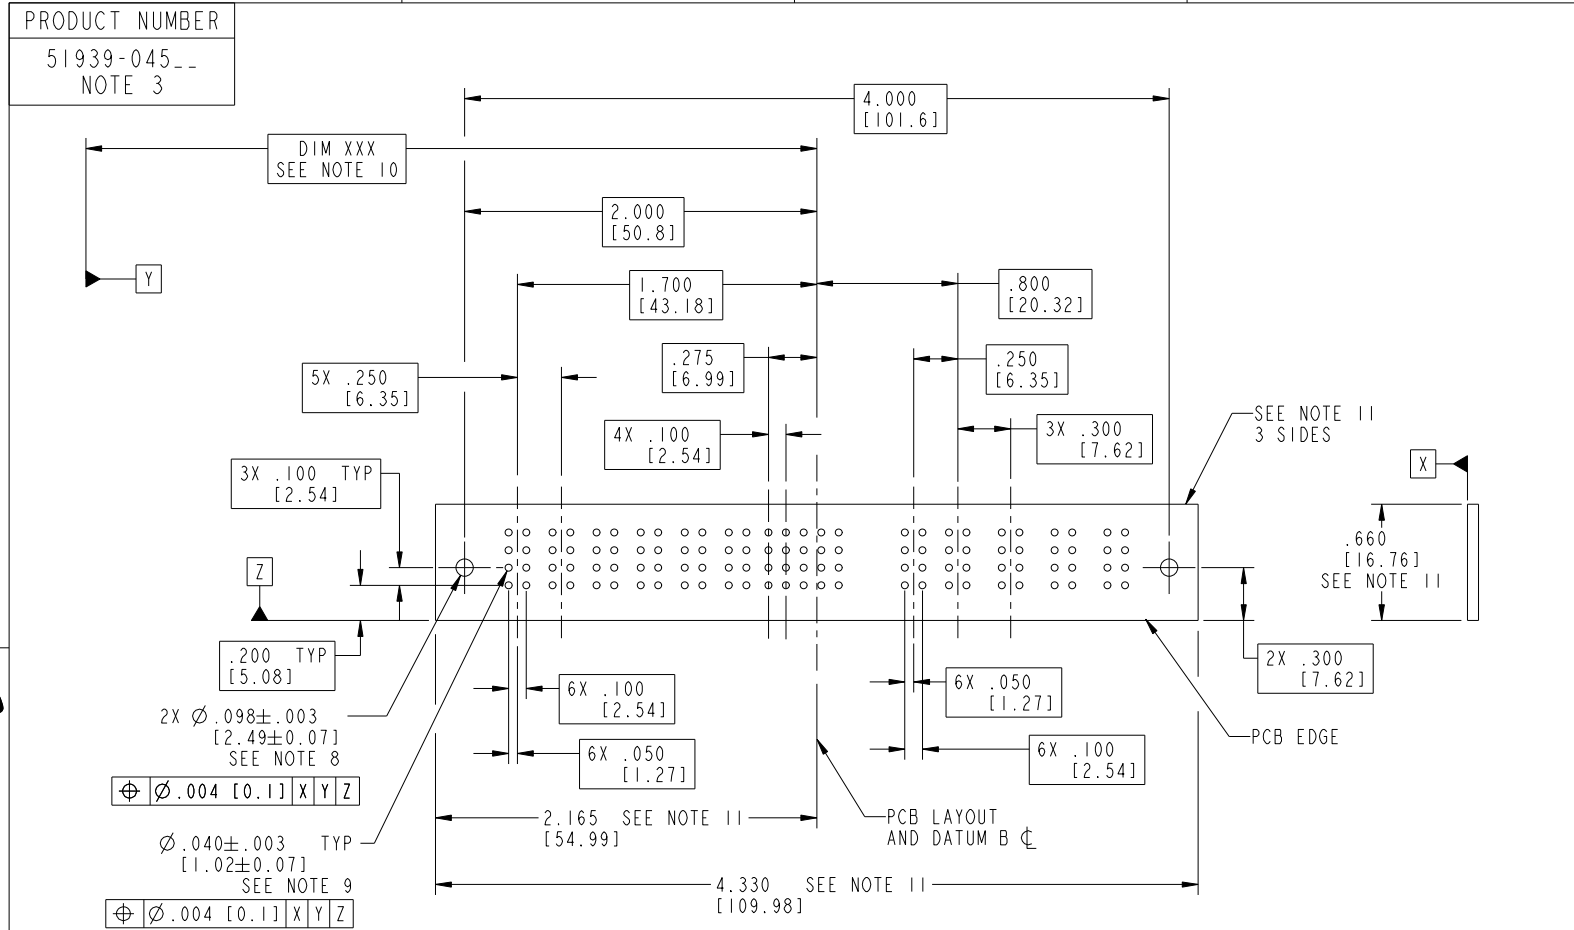 PRODUCT NUMBER
51939-045__
NOTE 3
4.000
[101.6]
DIM XXX
SEE NOTE 10
2.000
[50.8]
Y
1.700
[43.18]
.800
[20.32]
.275
[6.99]
.250
[6.35]
5X .250
[6.35]
4X .100
[2.54]
3X .300
[7.62]
SEE NOTE 11
3 SIDES
X
3X .100 TYP
[2.54]
Z
.660
[16.76]
SEE NOTE 11
.200 TYP
[5.08]
2X .300
[7.62]
6X .100
[2.54]
6X .050
[1.27]
2X Ø.098±.003
[2.49±0.07]
SEE NOTE 8
⌖ Ø.004 [0.1] X Y Z
6X .050
[1.27]
6X .100
[2.54]
PCB EDGE
2.165 SEE NOTE 11
[54.99]
PCB LAYOUT
AND DATUM B ℄
Ø.040±.003 TYP
[1.02±0.07]
SEE NOTE 9
⌖ Ø.004 [0.1] X Y Z
4.330 SEE NOTE 11
[109.98]